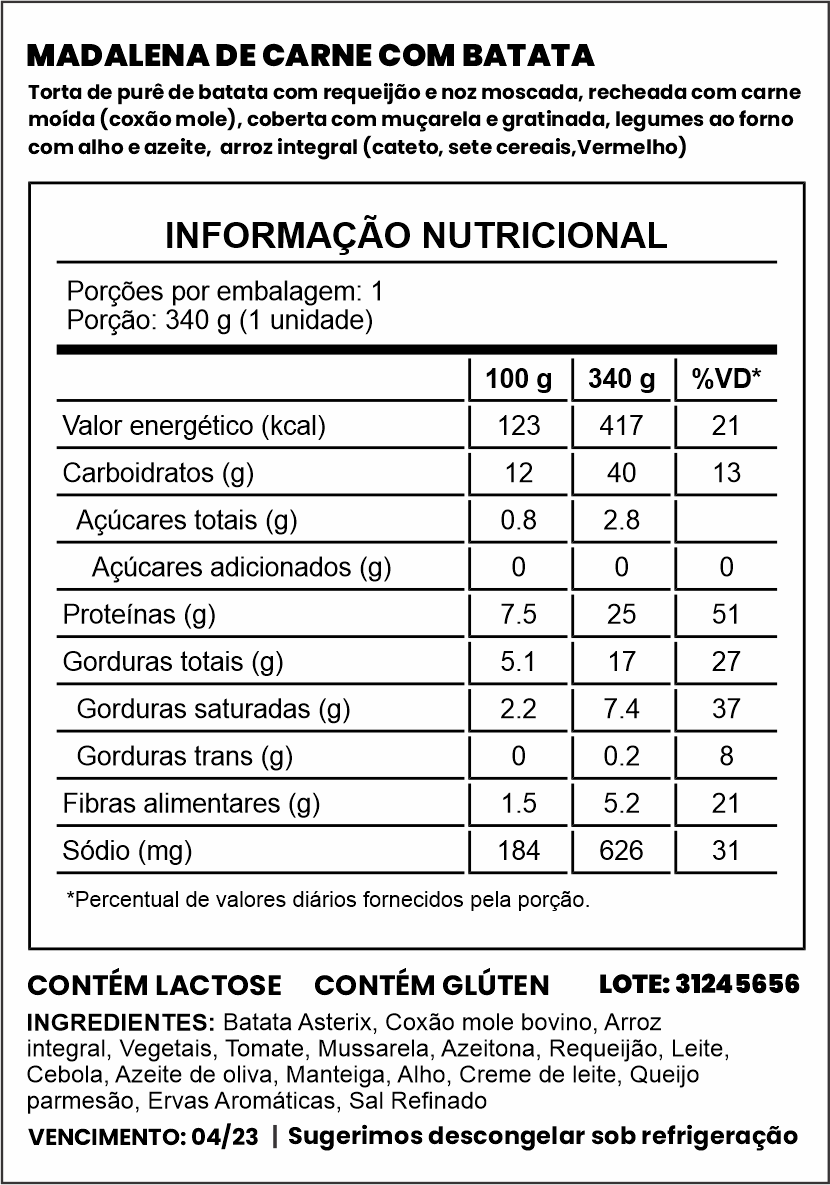 MADALENA DE CARNE COM BATATA
Torta de purê de batata com requeijão e noz moscada, recheada com carne
moída (coxão mole), coberta com muçarela e gratinada, legumes ao forno
com alho e azeite, arroz integral (cateto, sete cereais,Vermelho)
INFORMAÇÃO NUTRICIONAL
Porções por embalagem: 1
Porção: 340 g (1 unidade)
100 g 340 g %VD*
Valor energético (kcal) 123 417 21
Carboidratos (g) 12 40 13
Açúcares totais (g) 0.8 2.8
Açúcares adicionados (g) 0 0 0
Proteínas (g) 7.5 25 51
Gorduras totais (g) 5.1 17 27
Gorduras saturadas (g) 2.2 7.4 37
Gorduras trans (g) 0 0.2 8
Fibras alimentares (g) 1.5 5.2 21
Sódio (mg) 184 626 31
*Percentual de valores diários fornecidos pela porção.
CONTÉM LACTOSE CONTÉM GLÚTEN LOTE: 31245656
INGREDIENTES: Batata Asterix, Coxão mole bovino, Arroz
integral, Vegetais, Tomate, Mussarela, Azeitona, Requeijão, Leite,
Cebola, Azeite de oliva, Manteiga, Alho, Creme de leite, Queijo
parmesão, Ervas Aromáticas, Sal Refinado
VENCIMENTO: 04/23 | Sugerimos descongelar sob refrigeração